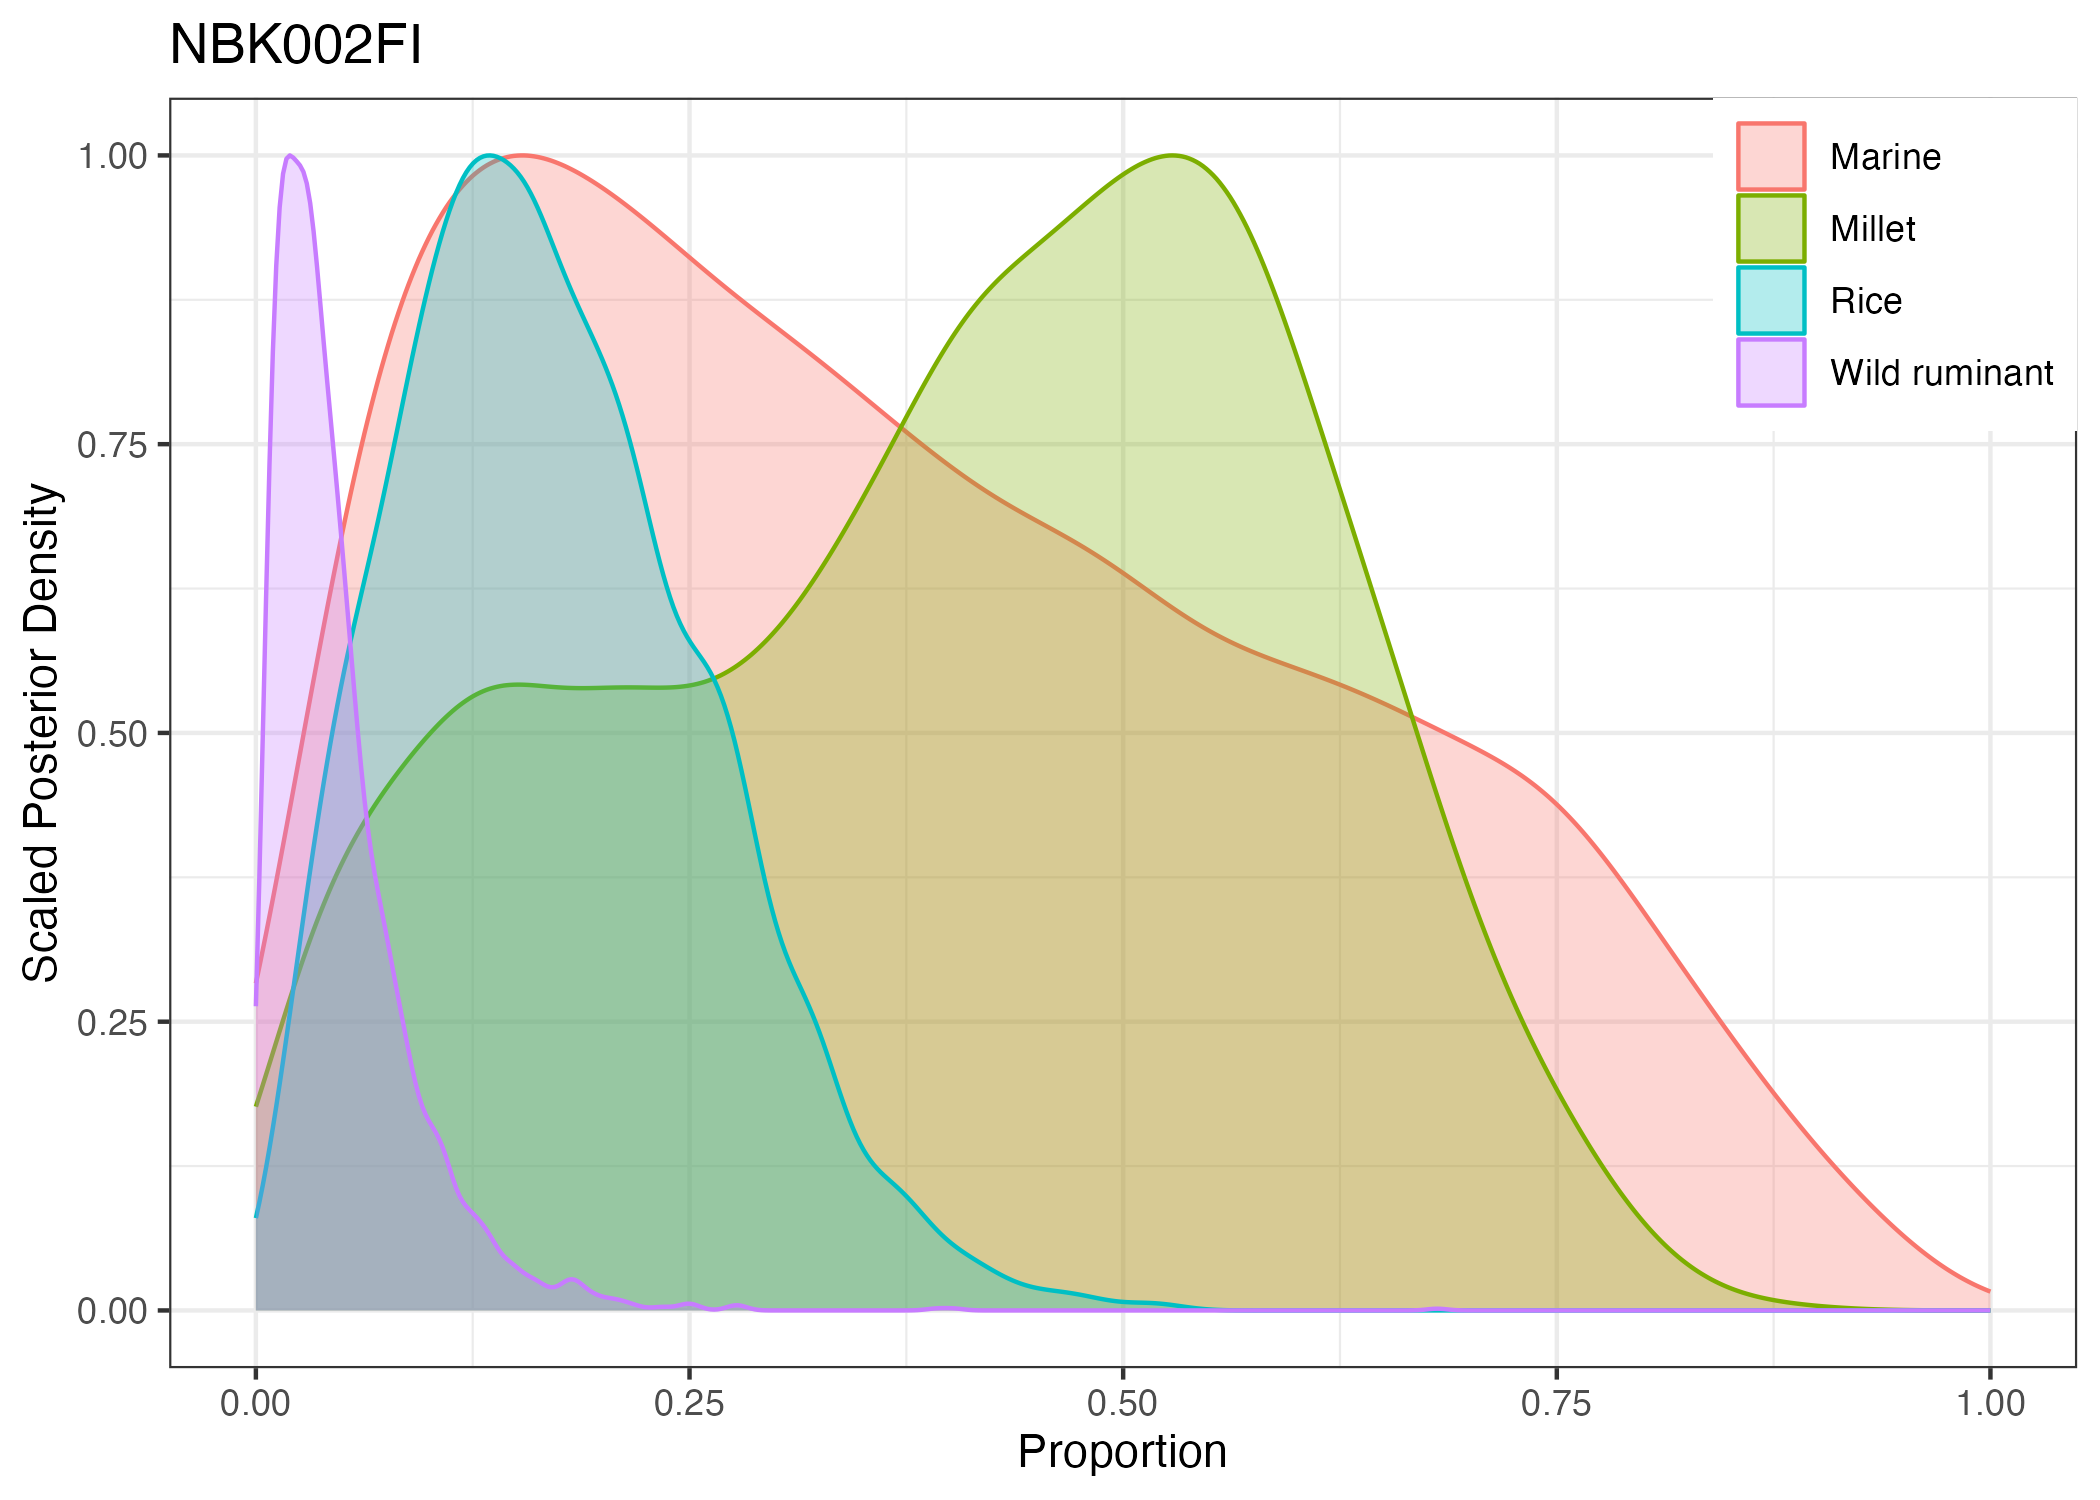 NBK002FI
Marine
Millet
Rice
Wild ruminant
Scaled Posterior Density
1.00
0.75
0.50
0.25
0.00
0.00 0.25 0.50 0.75 1.00
Proportion